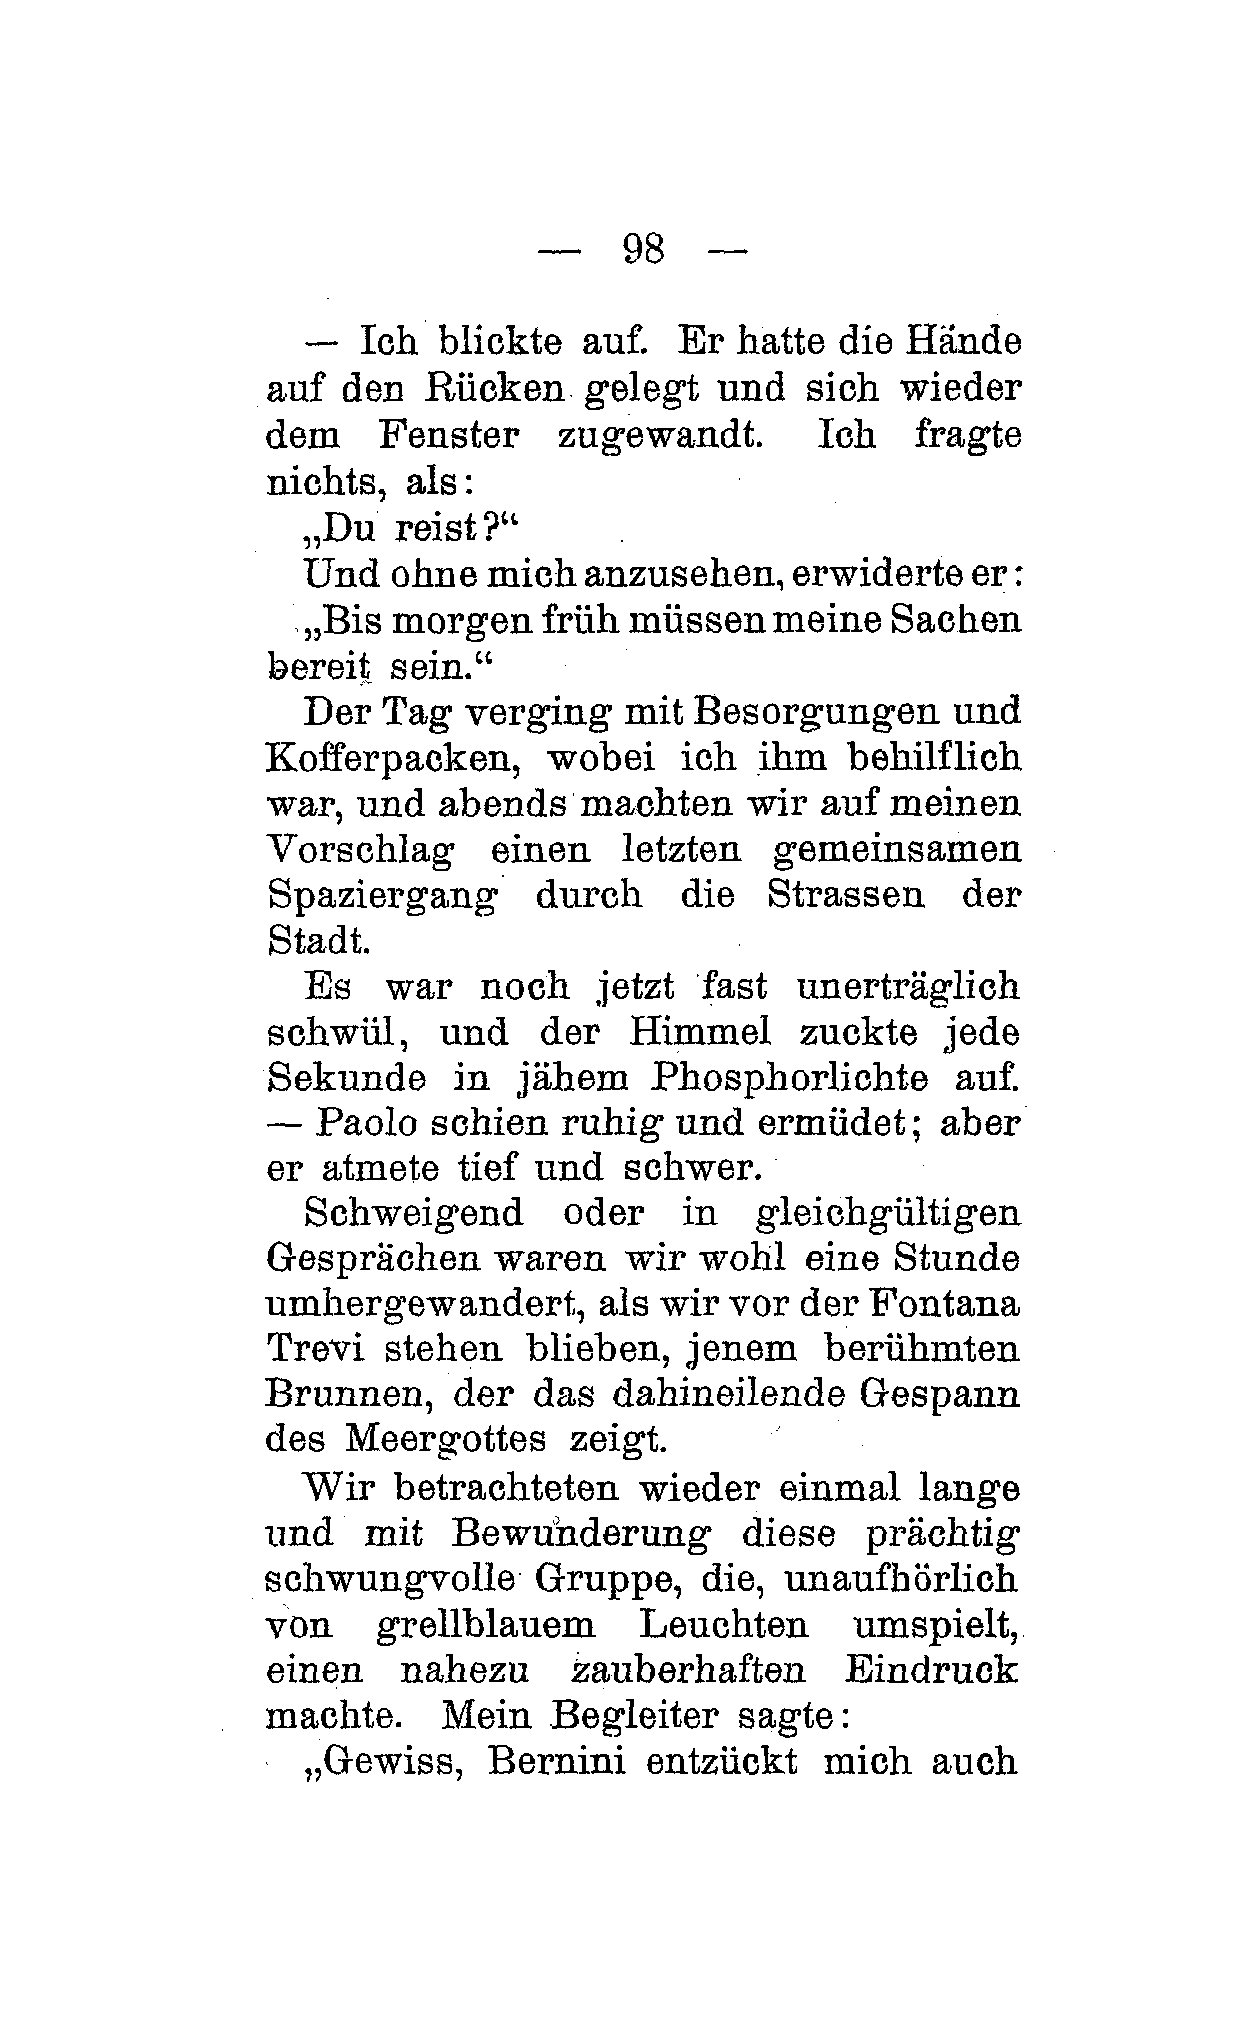 — 98 —
— Ich blickte auf. Er hatte die Hände
auf den Rücken gelegt und sich wieder
dem Fenster zugewandt. Ich fragte
nichts, als:
„Du reist?“
Und ohne mich anzusehen, erwiderte er:
„Bis morgen früh müssen meine Sachen
bereit sein.“
Der Tag verging mit Besorgungen und
Kofferpacken, wobei ich ihm behilflich
war, und abends machten wir auf meinen
Vorschlag einen letzten gemeinsamen
Spaziergang durch die Strassen der
Stadt.
Es war noch jetzt fast unerträglich
schwül, und der Himmel zuckte jede
Sekunde in jähem Phosphorlichte auf.
— Paolo schien ruhig und ermüdet; aber
er atmete tief und schwer.
Schweigend oder in gleichgültigen
Gesprächen waren wir wohl eine Stunde
umhergewandert, als wir vor der Fontana
Trevi stehen blieben, jenem berühmten
Brunnen, der das dahineilende Gespann
des Meergottes zeigt.
Wir betrachteten wieder einmal lange
und mit Bewunderung diese prächtig
schwungvolle Gruppe, die, unaufhörlich
von grellblauem Leuchten umspielt,
einen nahezu zauberhaften Eindruck
machte. Mein Begleiter sagte:
„Gewiss, Bernini entzückt mich auch